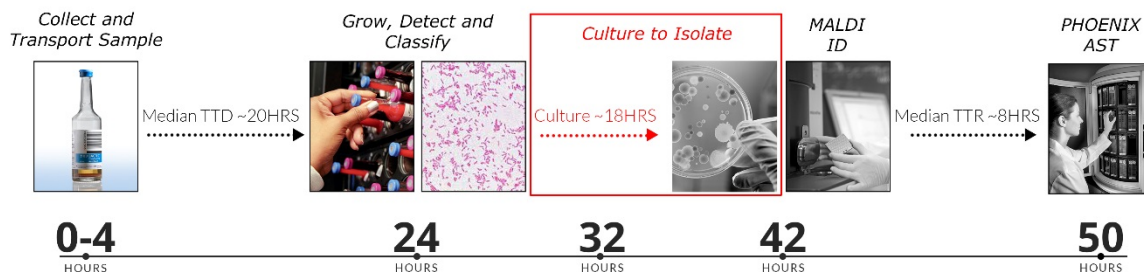 Collect and
Transport Sample
Grow, Detect and
Classify
Culture to Isolate
MALDI
ID
PHOENIX
AST
Median TTD ~20HRS
Culture ~18HRS
Median TTR ~8HRS
0-4
HOURS
24
HOURS
32
HOURS
42
HOURS
50
HOURS